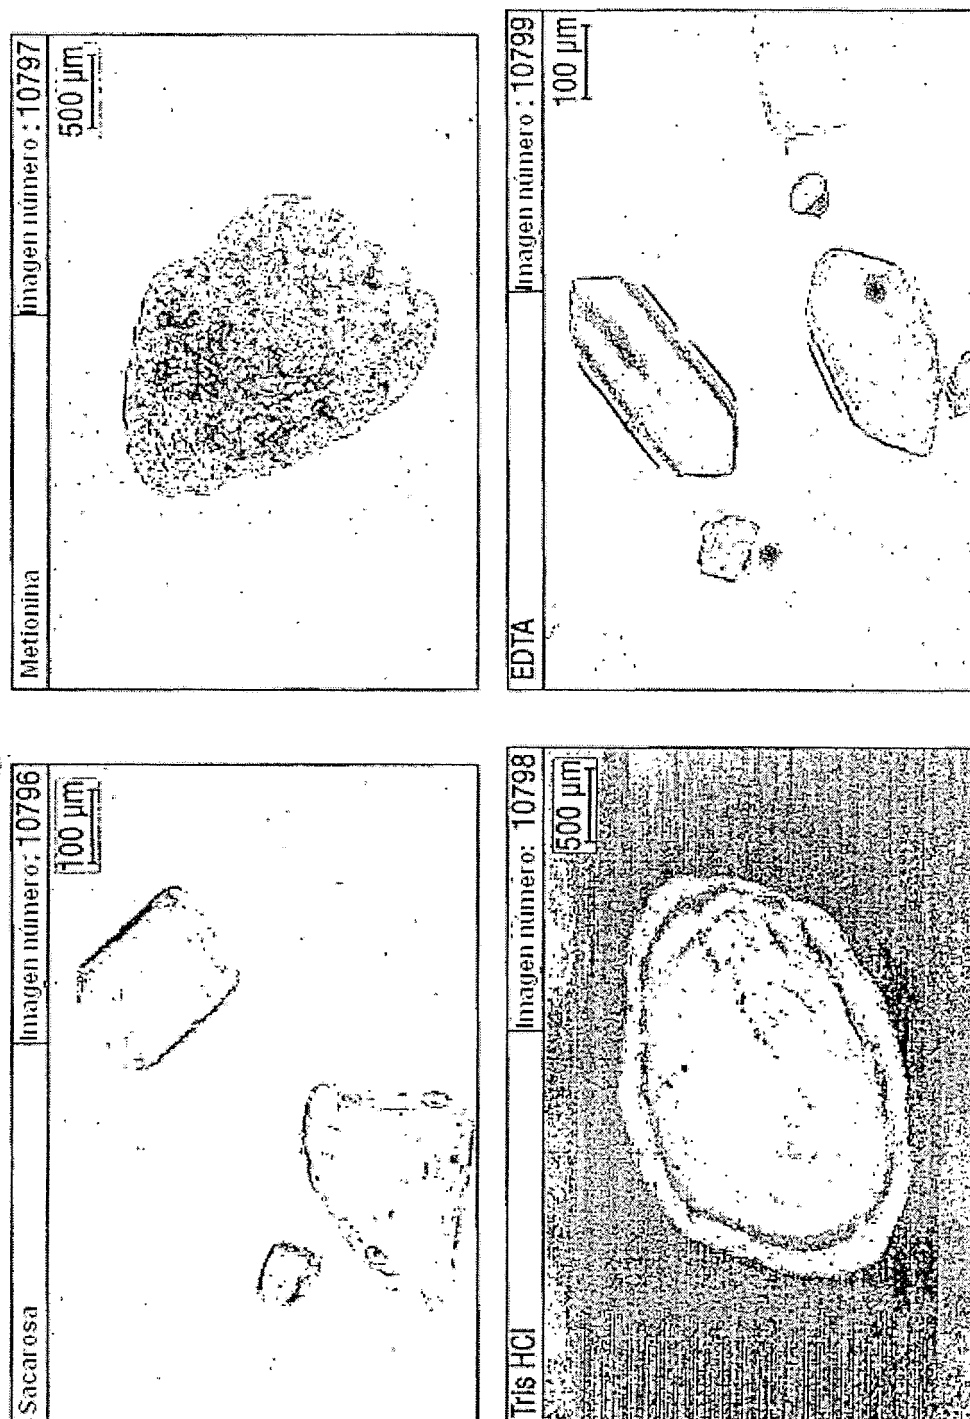 Sacarosa
Imagen número: 10796
100 µm
Metionina
Imagen número : 10797
500 µm
Tris HCl
Imagen número: 10798
500 µm
EDTA
Imagen número : 10799
100 µm